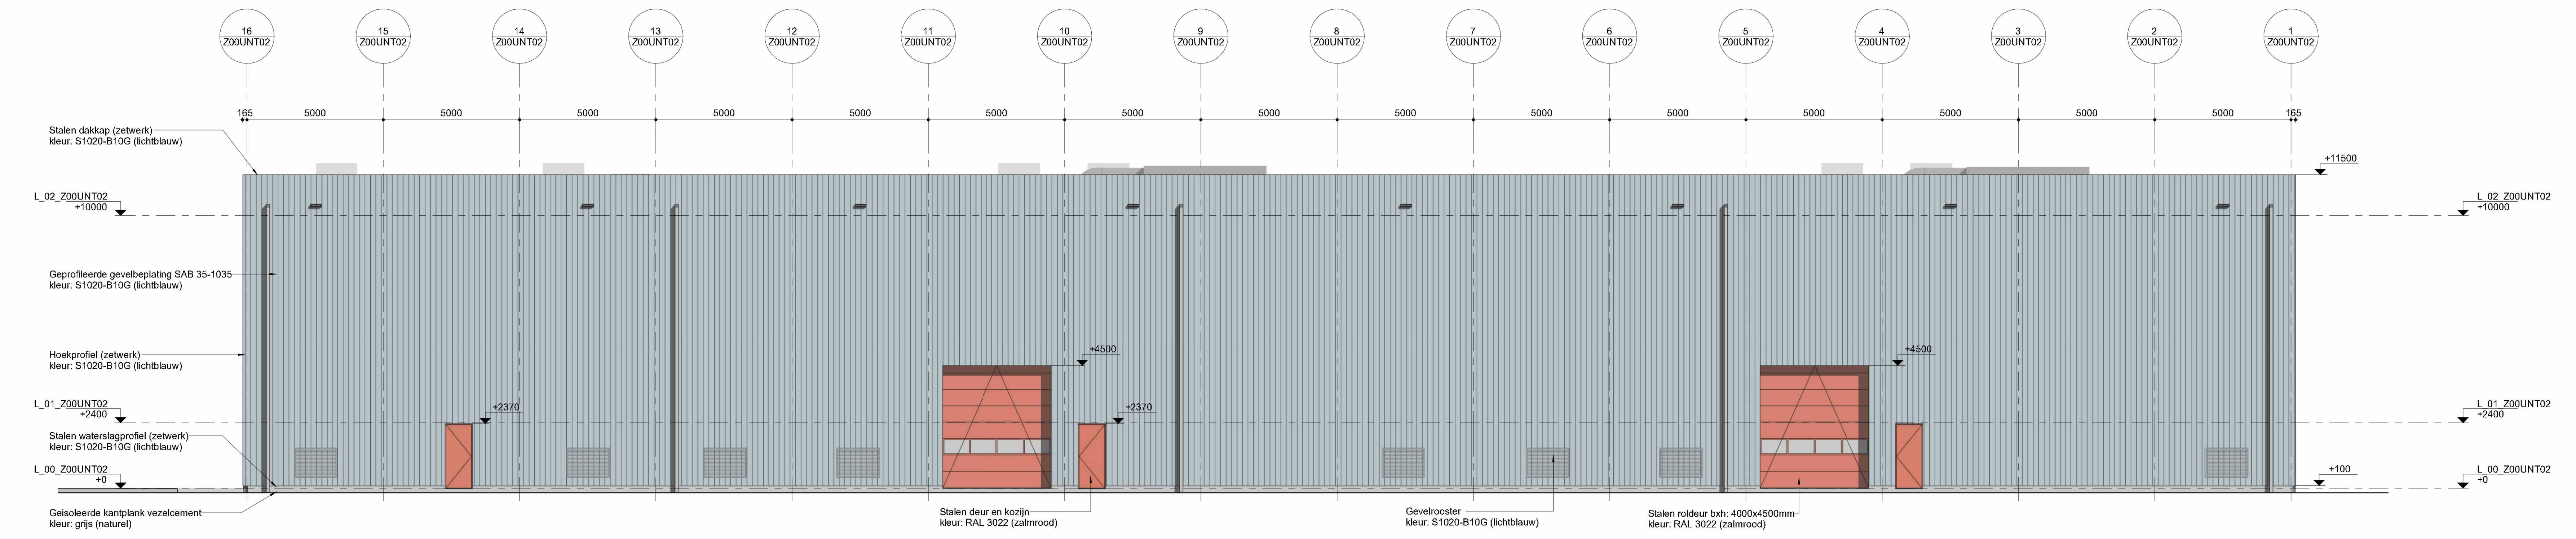 16
Z00UNT02
15
Z00UNT02
14
Z00UNT02
13
Z00UNT02
12
Z00UNT02
11
Z00UNT02
10
Z00UNT02
9
Z00UNT02
8
Z00UNT02
7
Z00UNT02
6
Z00UNT02
5
Z00UNT02
4
Z00UNT02
3
Z00UNT02
2
Z00UNT02
1
Z00UNT02
165 5000 5000 5000 5000 5000 5000 5000 5000 5000 5000 5000 5000 5000 5000 5000 165
Stalen dakkap (zetwerk)
kleur: S1020-B10G (lichtblauw)
+11500
L_02_Z00UNT02
+10000
L_02_Z00UNT02
+10000
Geprofileerde gevelbeplating SAB 35-1035
kleur: S1020-B10G (lichtblauw)
Hoekprofiel (zetwerk)
kleur: S1020-B10G (lichtblauw)
+4500
+4500
L_01_Z00UNT02
+2400
+2370
+2370
L_01_Z00UNT02
+2400
Stalen waterslagprofiel (zetwerk)
kleur: S1020-B10G (lichtblauw)
L_00_Z00UNT02
+0
+100
L_00_Z00UNT02
+0
Geisoleerde kantplank vezelcement
kleur: grijs (naturel)
Stalen deur en kozijn
kleur: RAL 3022 (zalmrood)
Gevelrooster
kleur: S1020-B10G (lichtblauw)
Stalen roldeur bxh: 4000x4500mm
kleur: RAL 3022 (zalmrood)